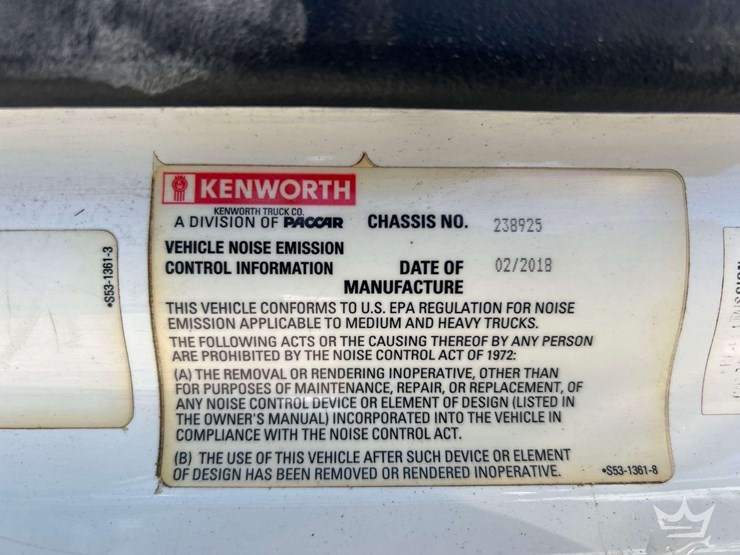 KENWORTH
KENWORTH TRUCK CO.
A DIVISION OF PACCAR CHASSIS NO. 238925
VEHICLE NOISE EMISSION
CONTROL INFORMATION DATE OF 02/2018
MANUFACTURE
THIS VEHICLE CONFORMS TO U.S. EPA REGULATION FOR NOISE
EMISSION APPLICABLE TO MEDIUM AND HEAVY TRUCKS.
THE FOLLOWING ACTS OR THE CAUSING THEREOF BY ANY PERSON
ARE PROHIBITED BY THE NOISE CONTROL ACT OF 1972:
(A) THE REMOVAL OR RENDERING INOPERATIVE, OTHER THAN
FOR PURPOSES OF MAINTENANCE, REPAIR, OR REPLACEMENT, OF
ANY NOISE CONTROL DEVICE OR ELEMENT OF DESIGN (LISTED IN
THE OWNER'S MANUAL) INCORPORATED INTO THE VEHICLE IN
COMPLIANCE WITH THE NOISE CONTROL ACT.
(B) THE USE OF THIS VEHICLE AFTER SUCH DEVICE OR ELEMENT
OF DESIGN HAS BEEN REMOVED OR RENDERED INOPERATIVE.
*S53-1361-8
*S53-1361-3